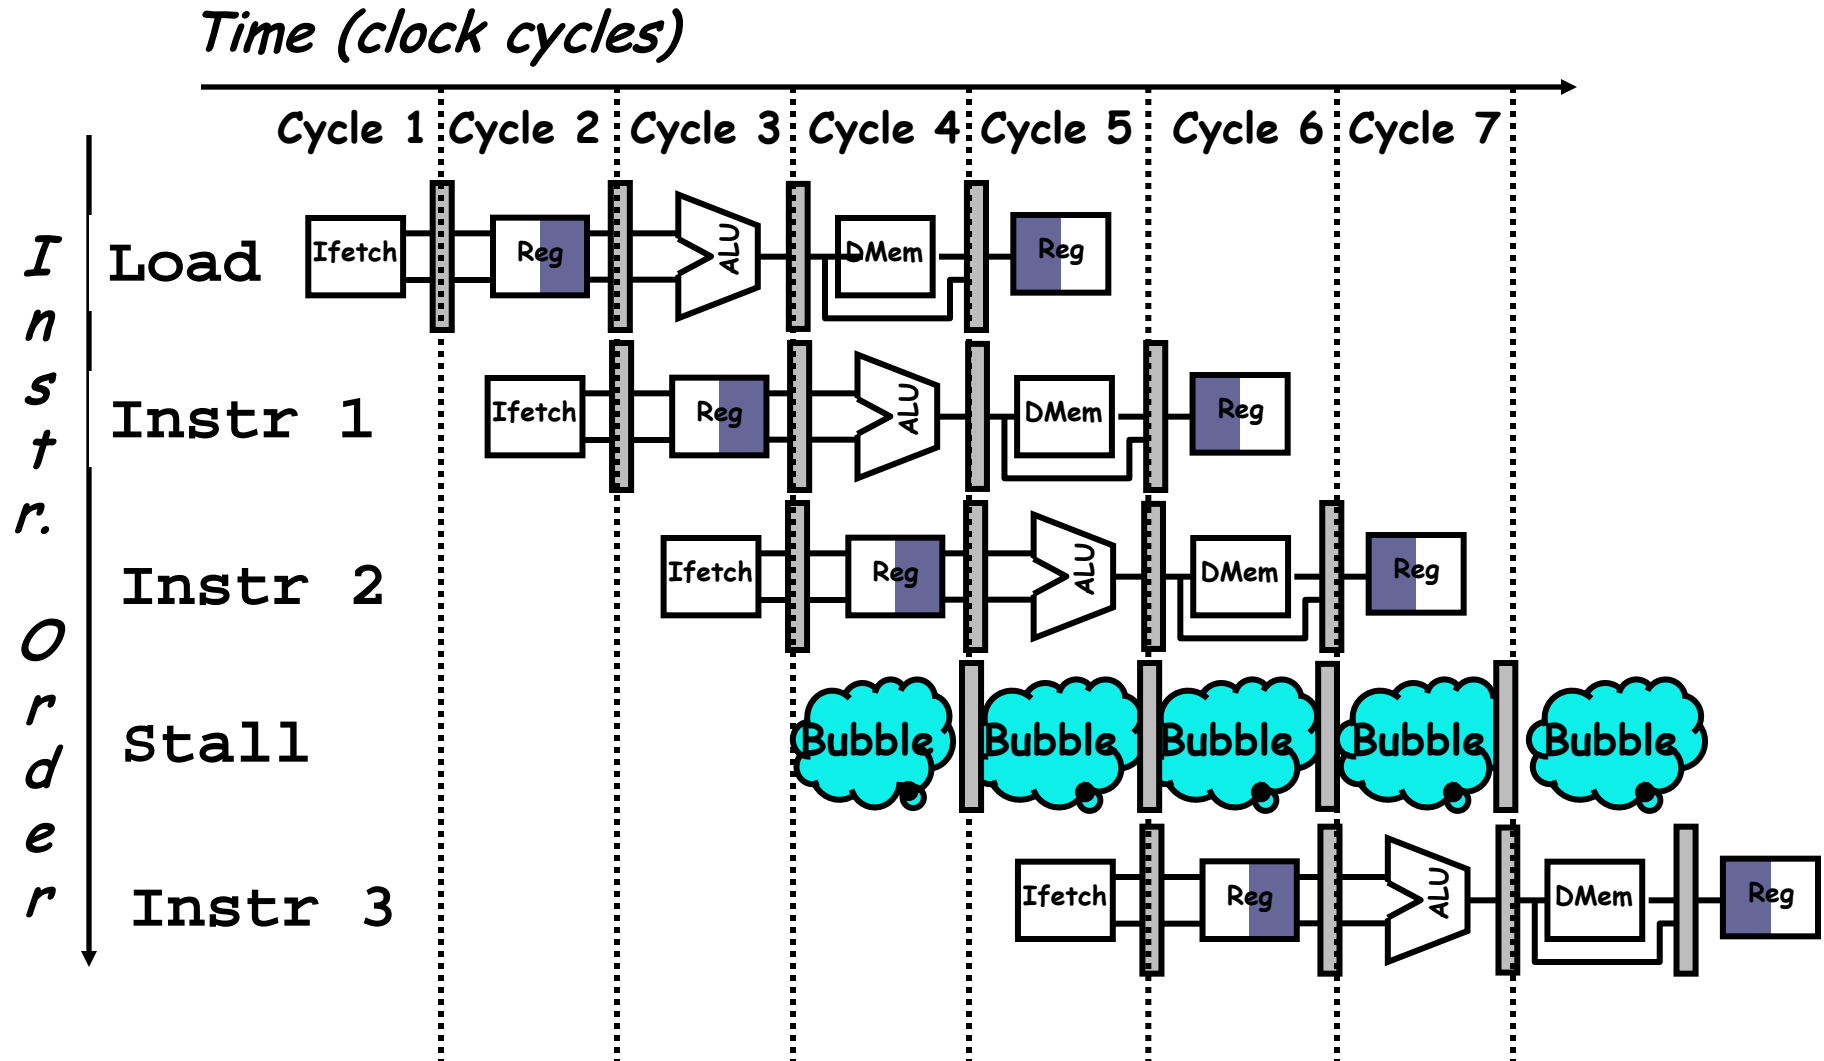 Time (clock cycles)
Cycle 1 Cycle 2 Cycle 3 Cycle 4 Cycle 5 Cycle 6 Cycle 7
Instr. Order
Load Ifetch Reg ALU DMem Reg
Instr 1 Ifetch Reg ALU DMem Reg
Instr 2 Ifetch Reg ALU DMem Reg
Stall Bubble Bubble Bubble Bubble Bubble
Instr 3 Ifetch Reg ALU DMem Reg